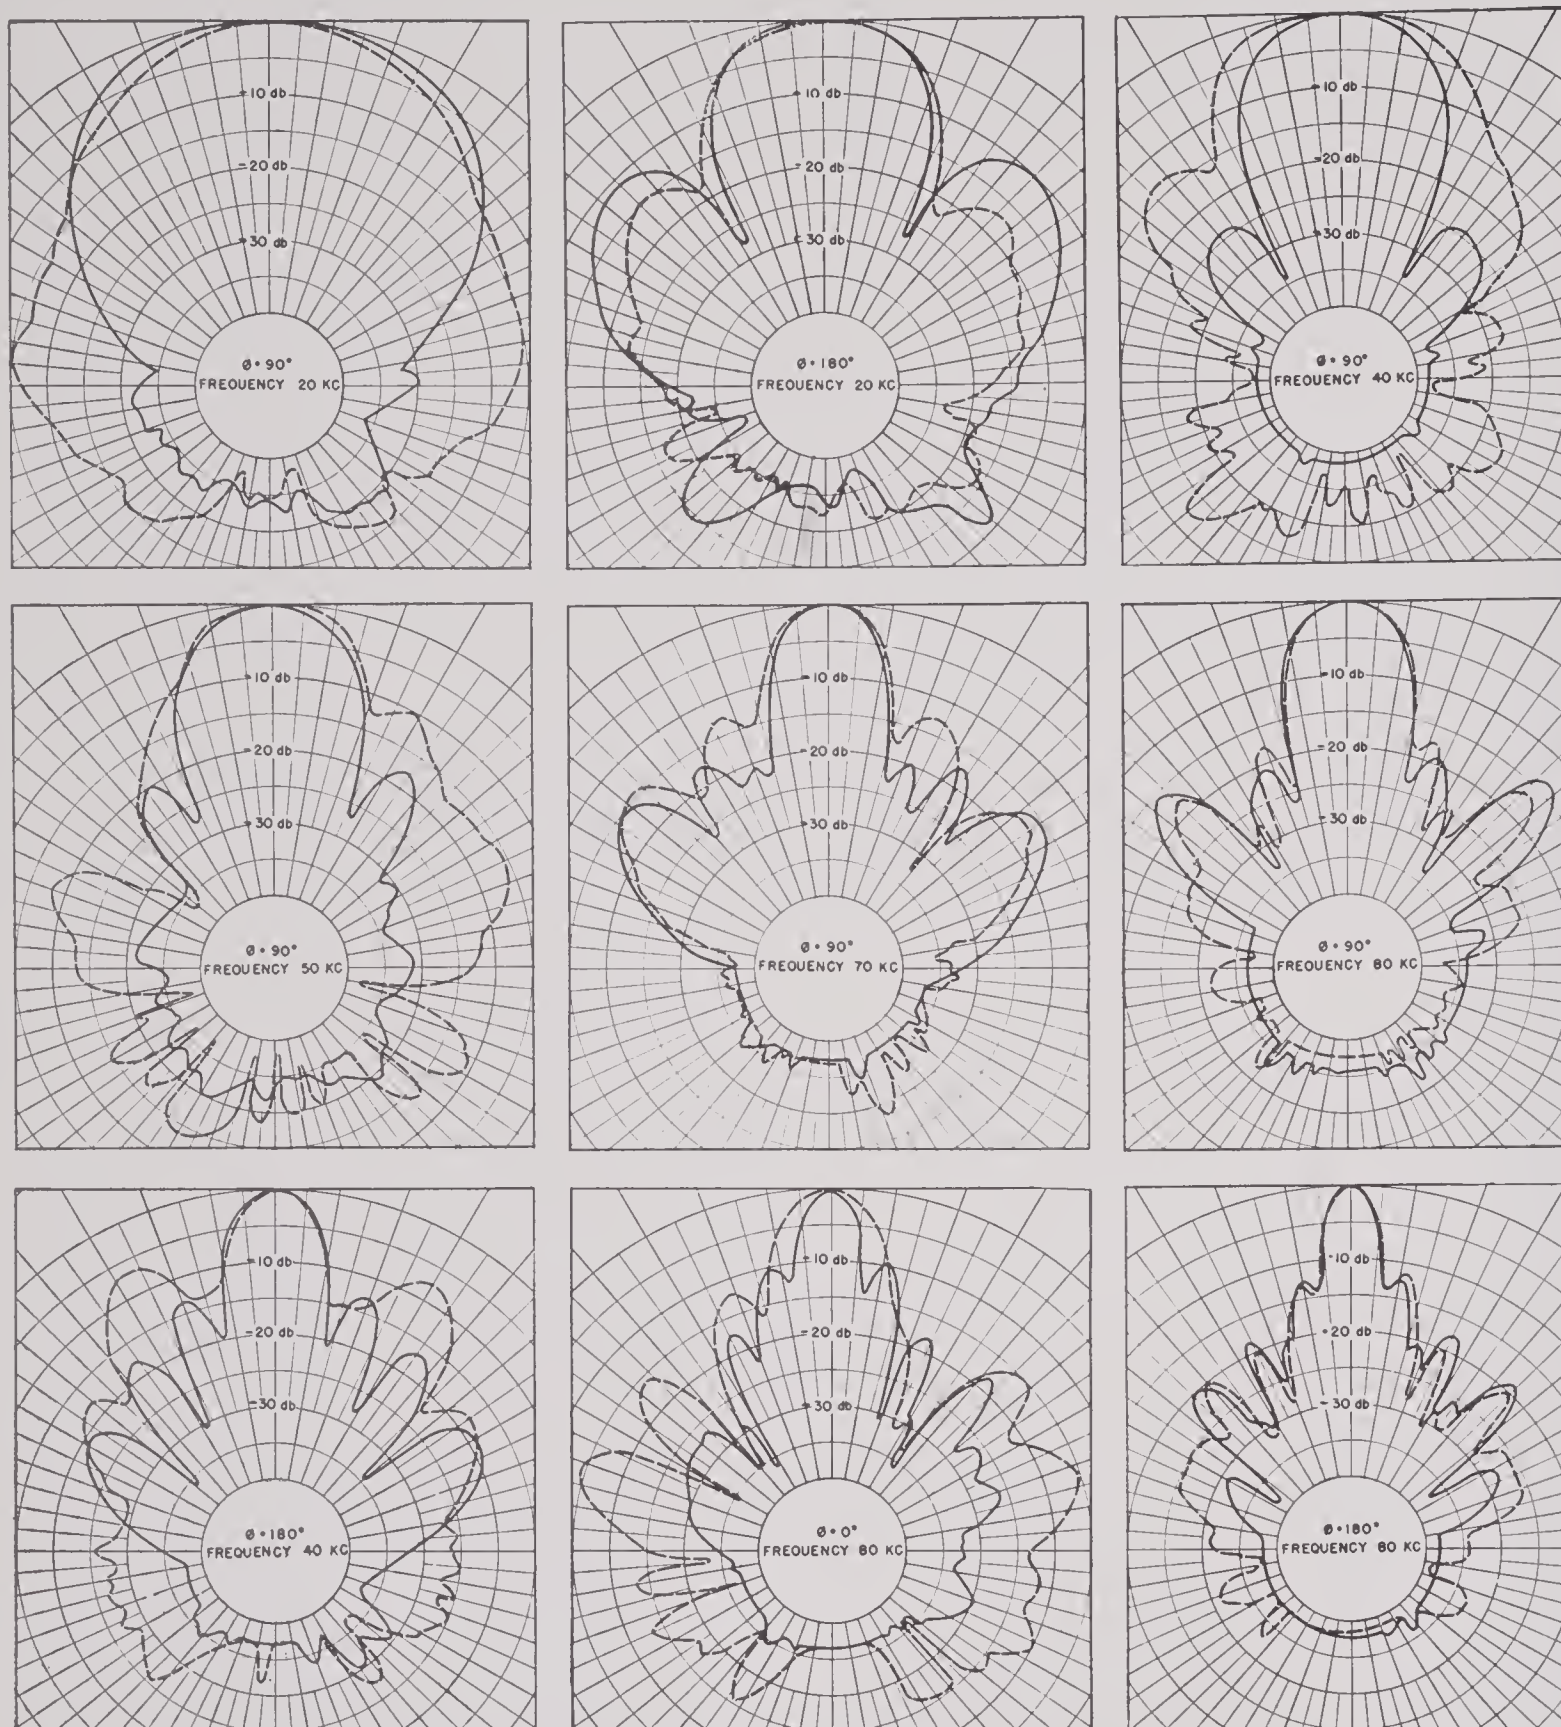 -10 db
-20 db
-30 db
Ø•90°
FREQUENCY 20 KC
-10 db
-20 db
-30 db
Ø•180°
FREQUENCY 20 KC
-10 db
-20 db
-30 db
Ø•90°
FREQUENCY 40 KC
-10 db
-20 db
-30 db
Ø•90°
FREQUENCY 50 KC
-10 db
-20 db
-30 db
Ø•90°
FREQUENCY 70 KC
-10 db
-20 db
-30 db
Ø•90°
FREQUENCY 80 KC
-10 db
-20 db
-30 db
Ø•180°
FREQUENCY 40 KC
-10 db
-20 db
-30 db
Ø•0°
FREQUENCY 80 KC
-10 db
-20 db
-30 db
Ø•180°
FREQUENCY 80 KC